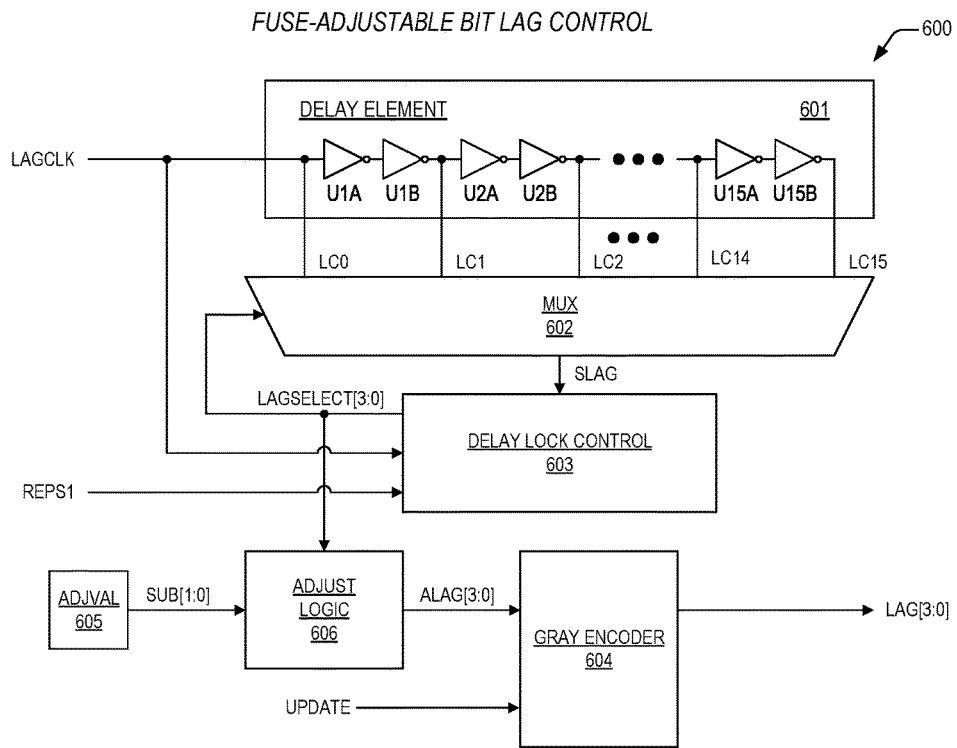 FUSE-ADJUSTABLE BIT LAG CONTROL
600
DELAY ELEMENT
601
LAGCLK
U1A U1B U2A U2B U15A U15B
LC0 LC1 LC2 LC14 LC15
MUX
602
SLAG
LAGSELECT[3:0]
DELAY LOCK CONTROL
603
REPS1
ADJVAL
605
SUB[1:0]
ADJUST
LOGIC
606
ALAG[3:0]
GRAY ENCODER
604
LAG[3:0]
UPDATE